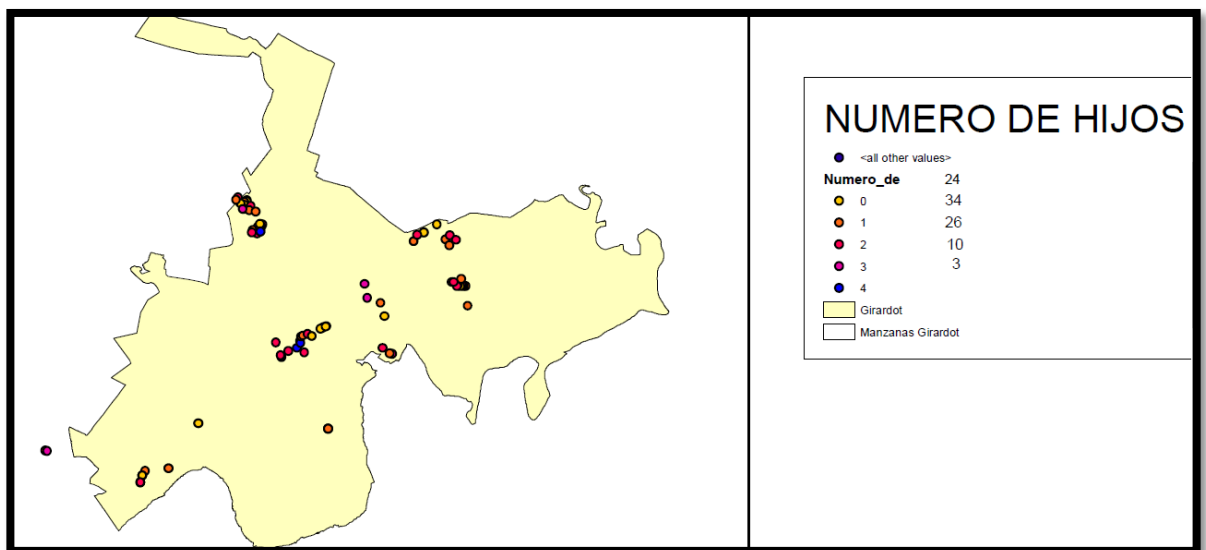 NUMERO DE HIJOS
<all other values>
Numero_de 24
0 34
1 26
2 10
3 3
4
Girardot
Manzanas Girardot